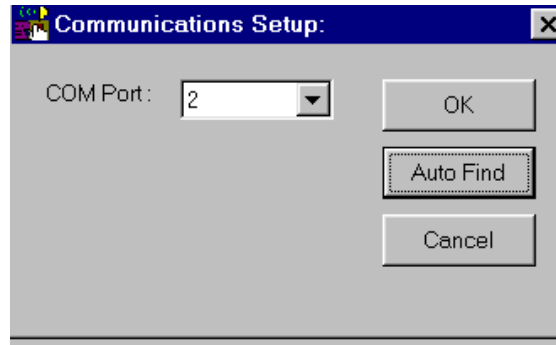 Communications Setup:
COM Port: 2
OK
Auto Find
Cancel